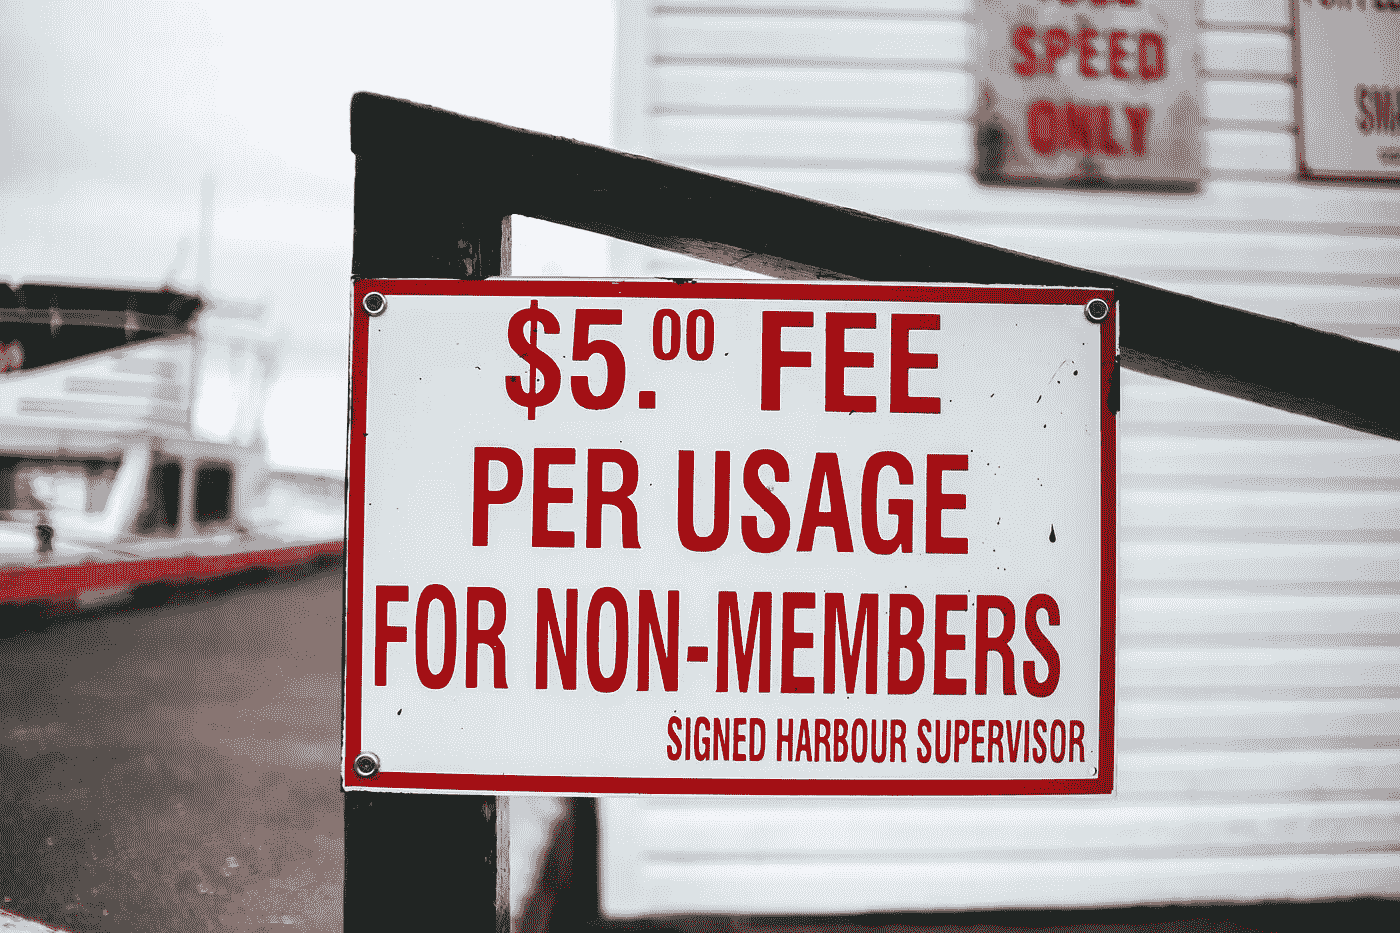 $5.00 FEE
PER USAGE
FOR NON-MEMBERS
SIGNED HARBOUR SUPERVISOR
SPEED
ONLY